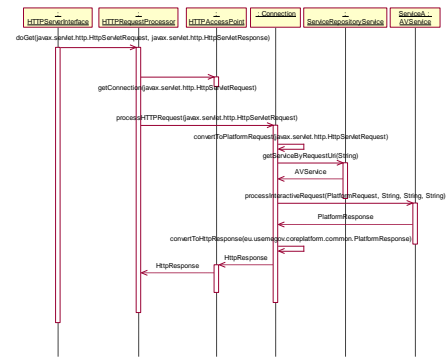 :
HTTPServerInterface
:
HTTPRequestProcessor
:
HTTPAccessPoint
: Connection
:
ServiceRepositoryService
ServiceA :
AVService
doGet(javax.servlet.http.HttpServletRequest, javax.servlet.http.HttpServletResponse)
getConnection(javax.servlet.http.HttpServletRequest)
processHTTPRequest(javax.servlet.http.HttpServletRequest)
convertToPlatformRequest(javax.servlet.http.HttpServletRequest)
getServiceByRequestUri(String)
AVService
processInteractiveRequest(PlatformRequest, String, String, String)
PlatformResponse
convertToHttpResponse(eu.usemegov.coreplatform.common.PlatformResponse)
HttpResponse
HttpResponse